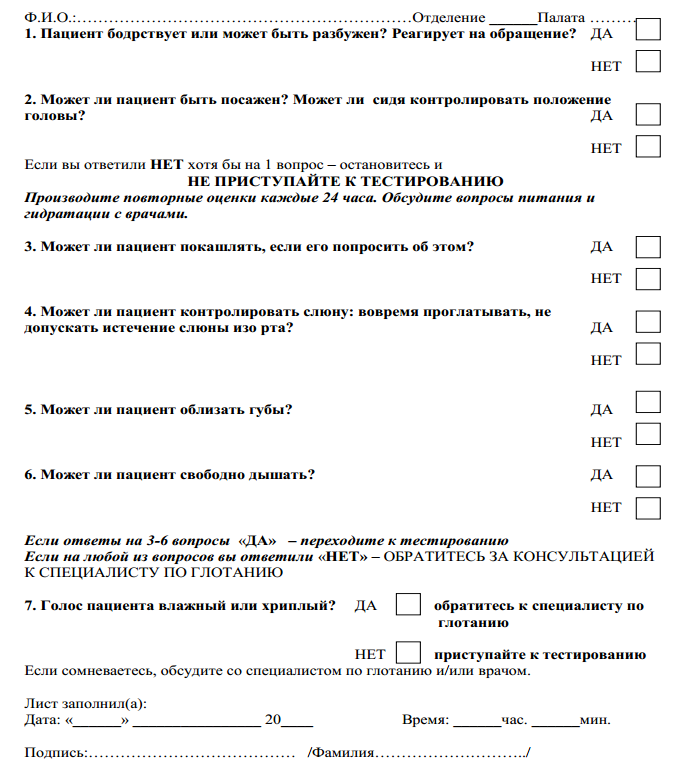 Ф.И.О.:…………………………………………………………Отделение ______Палата ………
1. Пациент бодрствует или может быть разбужен? Реагирует на обращение? ДА
НЕТ
2. Может ли пациент быть посажен? Может ли сидя контролировать положение
головы? ДА
НЕТ
Если вы ответили НЕТ хотя бы на 1 вопрос – остановитесь и
НЕ ПРИСТУПАЙТЕ К ТЕСТИРОВАНИЮ
Производите повторные оценки каждые 24 часа. Обсудите вопросы питания и
гидратации с врачами.
3. Может ли пациент покашлять, если его попросить об этом? ДА
НЕТ
4. Может ли пациент контролировать слюну: вовремя проглатывать, не
допускать истечение слюны изо рта? ДА
НЕТ
5. Может ли пациент облизать губы? ДА
НЕТ
6. Может ли пациент свободно дышать? ДА
НЕТ
Если ответы на 3-6 вопросы «ДА» – переходите к тестированию
Если на любой из вопросов вы ответили «НЕТ» – ОБРАТИТЕСЬ ЗА КОНСУЛЬТАЦИЕЙ
К СПЕЦИАЛИСТУ ПО ГЛОТАНИЮ
7. Голос пациента влажный или хриплый? ДА обратитесь к специалисту по
глотанию
НЕТ приступайте к тестированию
Если сомневаетесь, обсудите со специалистом по глотанию и/или врачом.
Лист заполнил(а):
Дата: «______» ________________ 20____ Время: ______час. ______мин.
Подпись:………………………………… /Фамилия………………………../